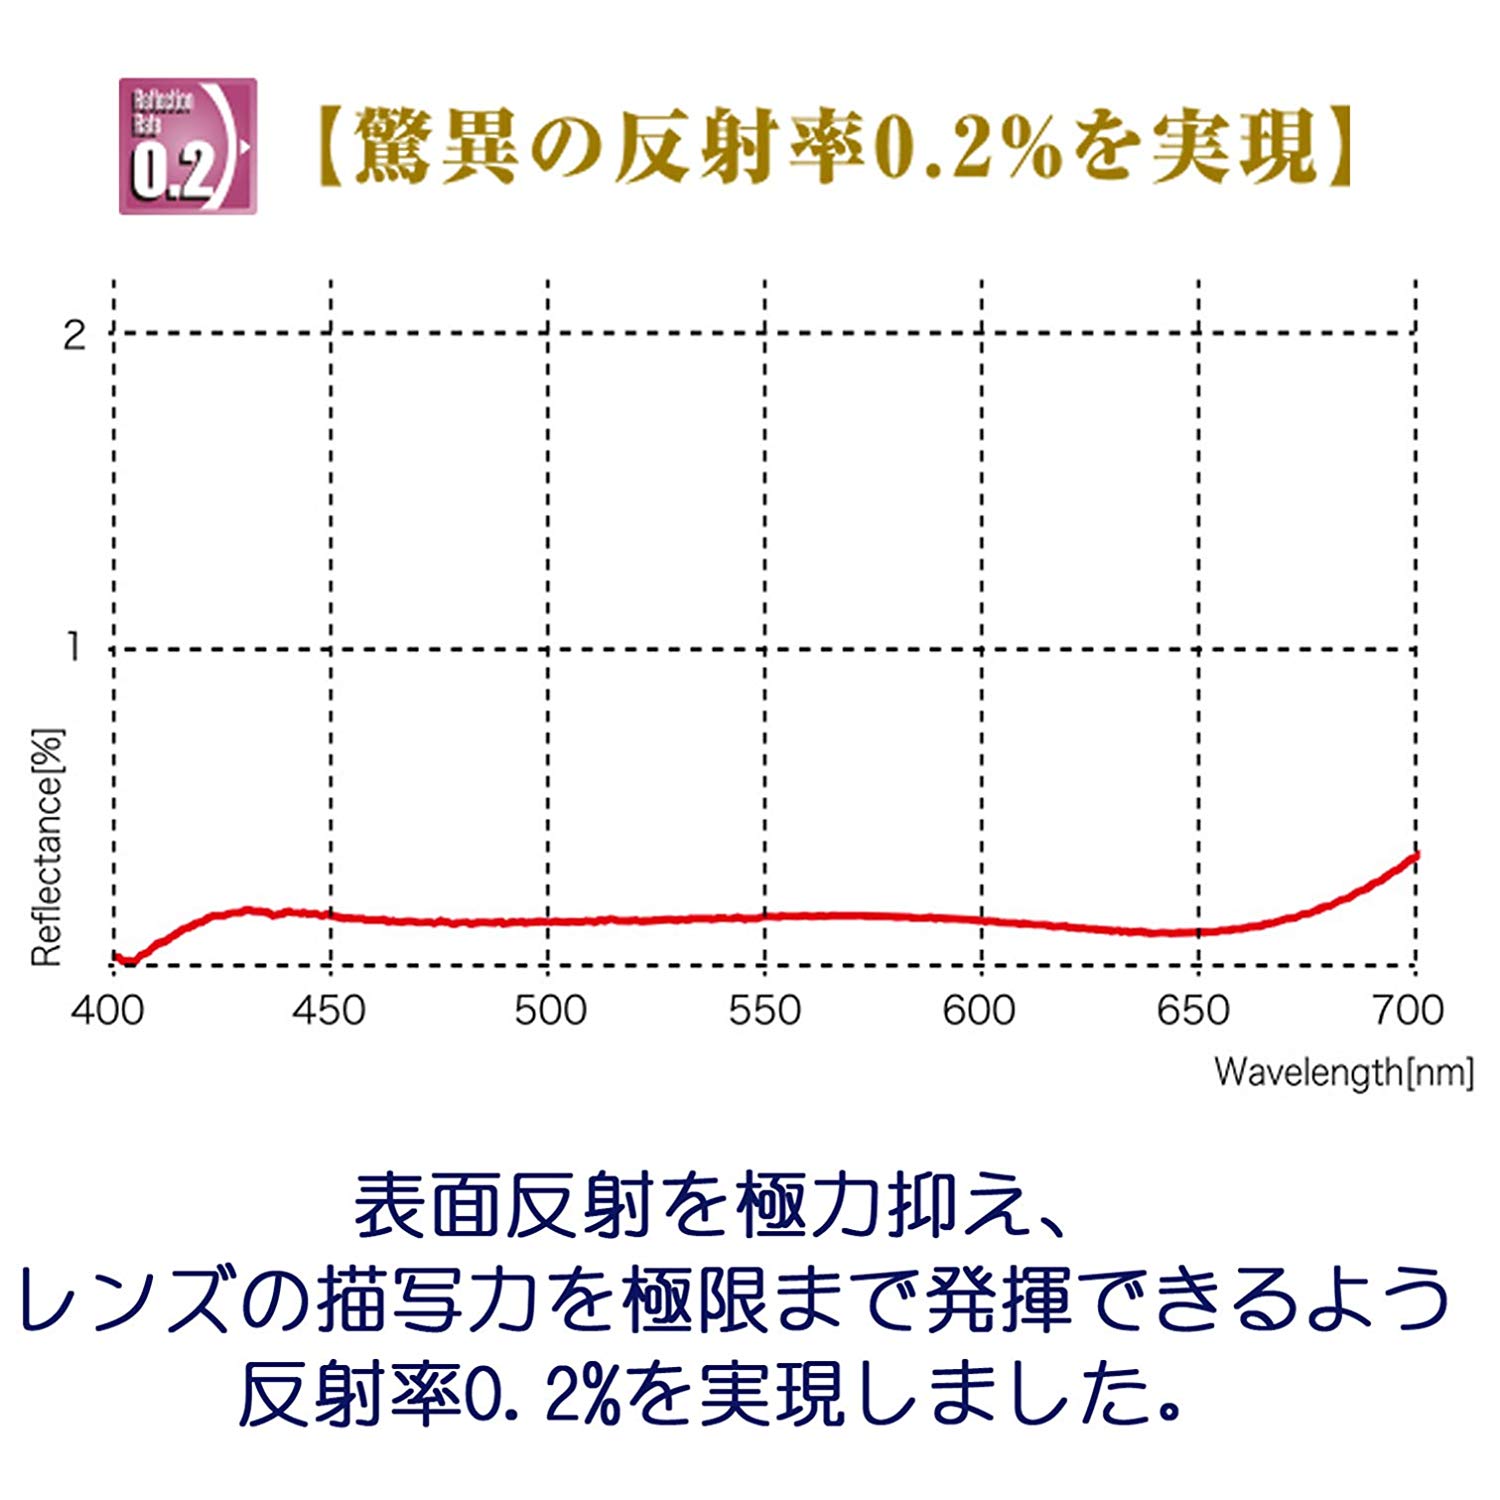 Reflection
Rate
0.2
【驚異の反射率0.2%を実現】
2
1
Reflectance[%]
400 450 500 550 600 650 700
Wavelength[nm]
表面反射を極力抑え、
レンズの描写力を極限まで発揮できるよう
反射率0.2%を実現しました。